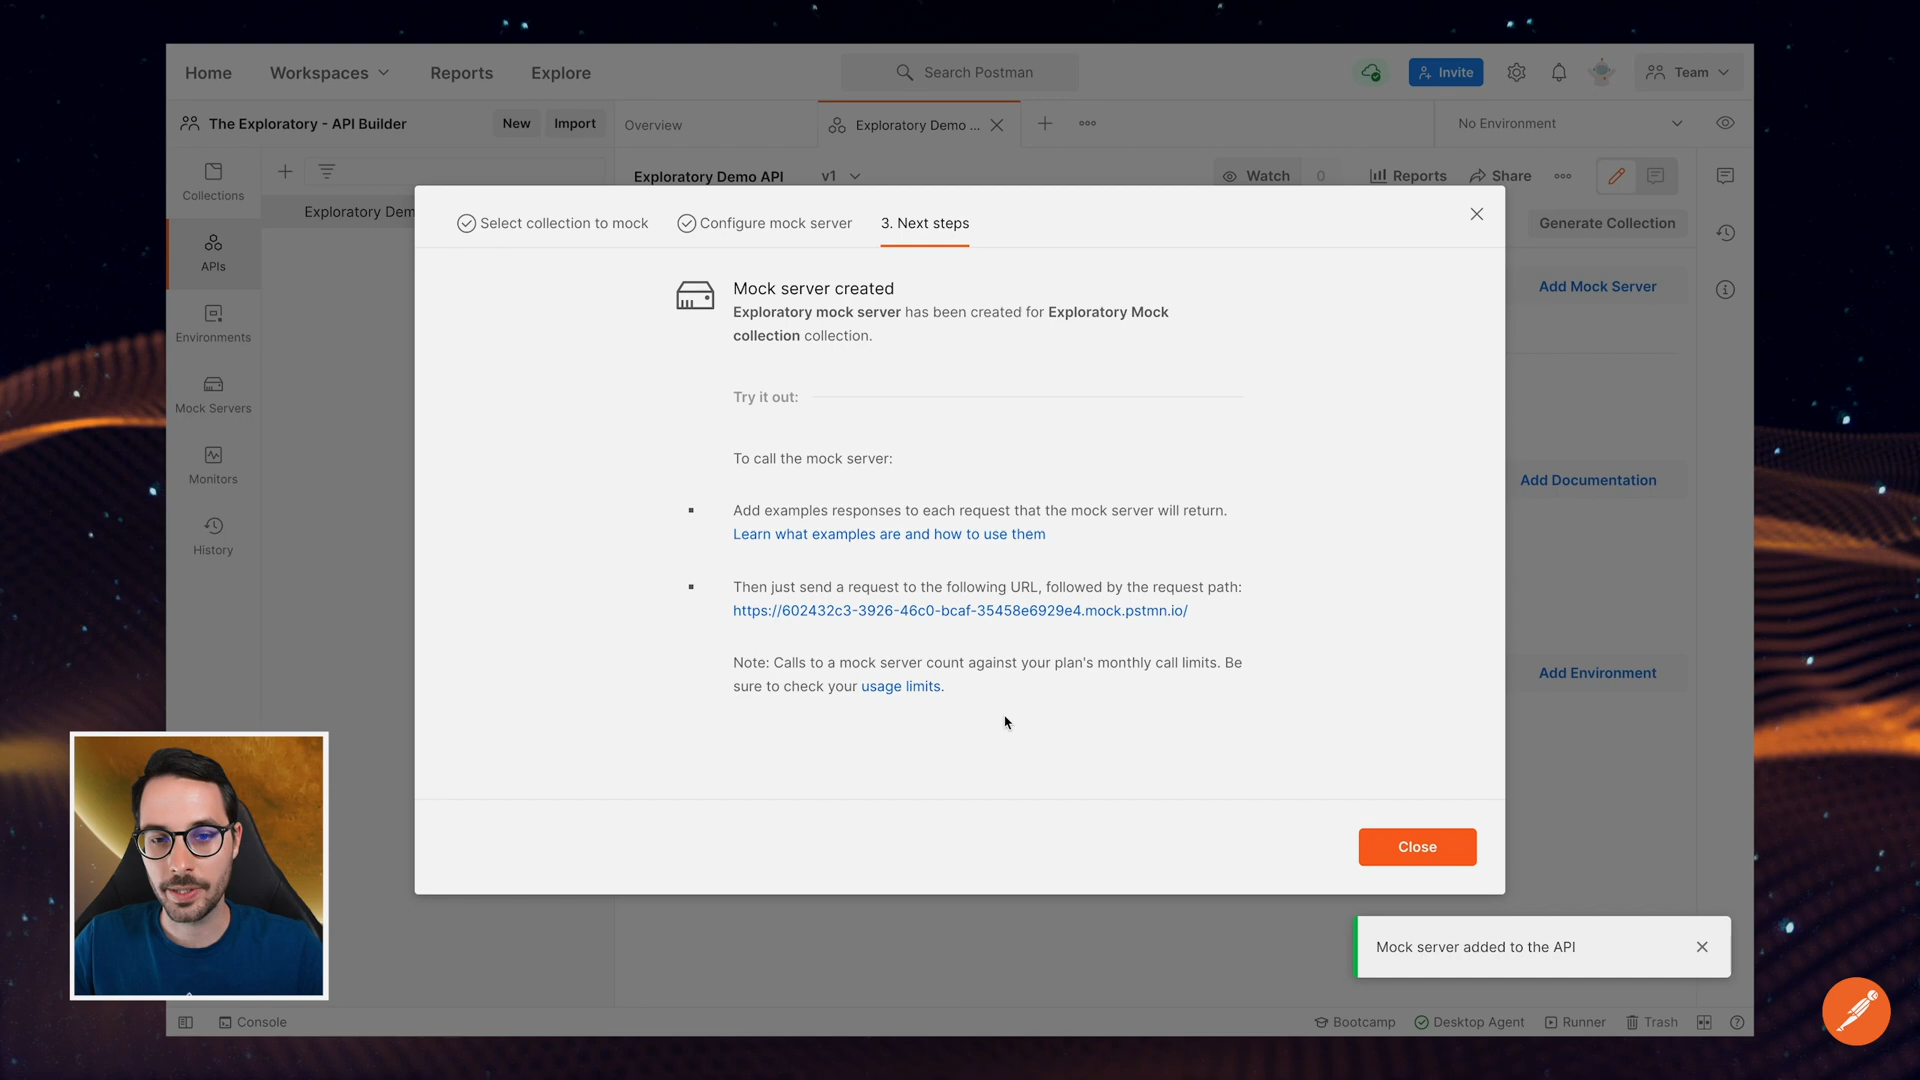 Home
Workspaces
Reports
Explore
Search Postman
Invite
Team
The Exploratory - API Builder
New
Import
Overview
Exploratory Demo ...
No Environment
Collections
Exploratory Demo API
v1
Watch
0
Reports
Share
Exploratory Dem
Generate Collection
APIs
Environments
Mock Servers
Monitors
History
Add Mock Server
Add Documentation
Add Environment
Select collection to mock
Configure mock server
3. Next steps
Mock server created
Exploratory mock server has been created for Exploratory Mock
collection collection.
Try it out:
To call the mock server:
Add examples responses to each request that the mock server will return.
Learn what examples are and how to use them
Then just send a request to the following URL, followed by the request path:
https://602432c3-3926-46c0-bcaf-35458e6929e4.mock.pstmn.io/
Note: Calls to a mock server count against your plan's monthly call limits. Be
sure to check your usage limits.
Close
Mock server added to the API
Console
Bootcamp
Desktop Agent
Runner
Trash